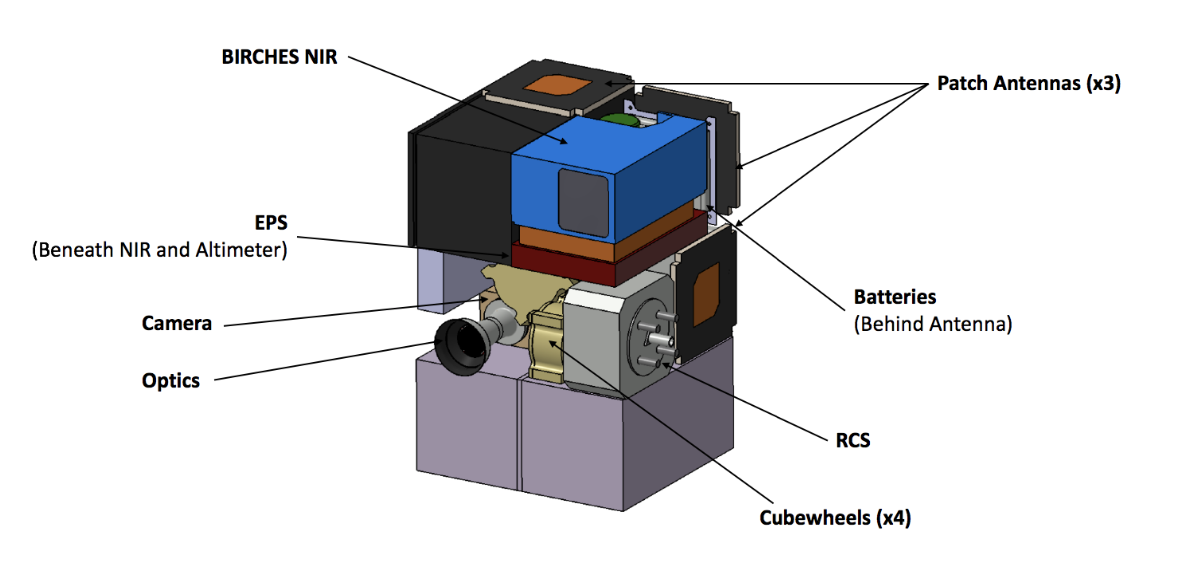 BIRCHES NIR
Patch Antennas (x3)
EPS
(Beneath NIR and Altimeter)
Batteries
(Behind Antenna)
Camera
Optics
RCS
Cubewheels (x4)